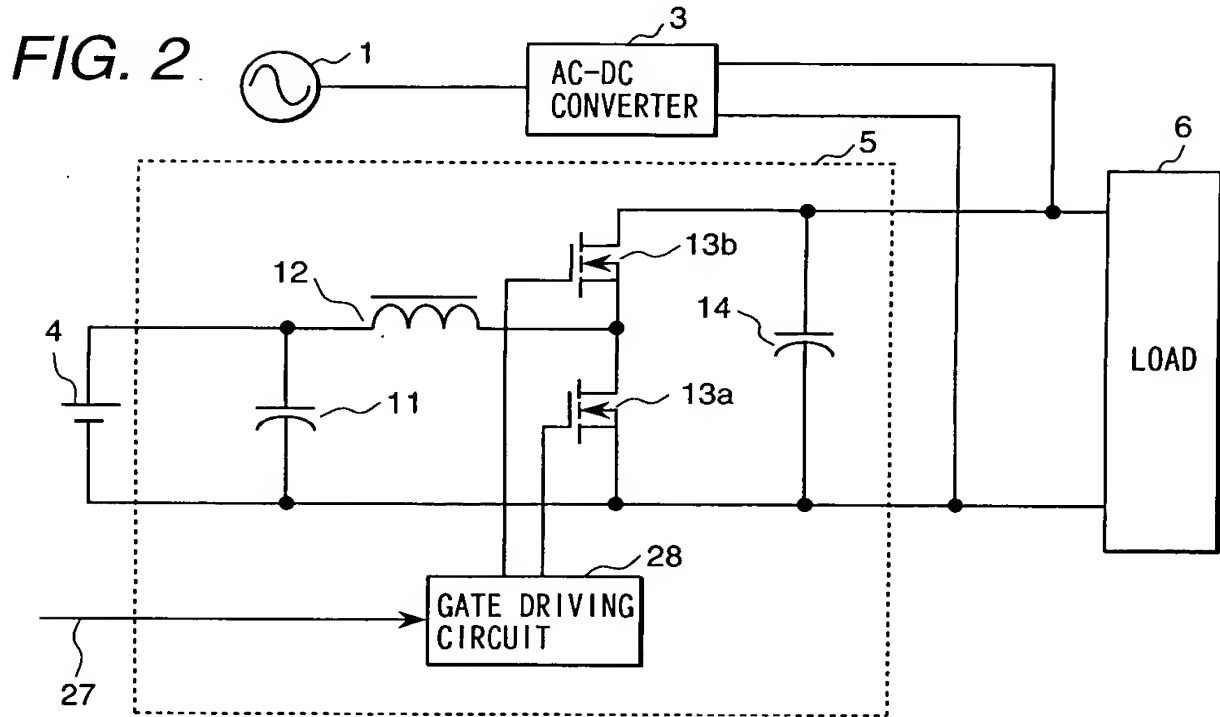 FIG. 2
1
3
AC-DC
CONVERTER
5
6
13b
12
14
LOAD
4
13a
11
28
GATE DRIVING
CIRCUIT
27